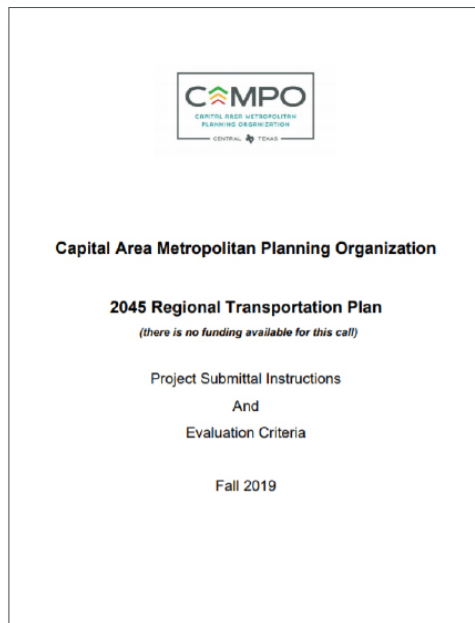 CAMPO
CAPITAL AREA METROPOLITAN
PLANNING ORGANIZATION
CENTRAL TEXAS
Capital Area Metropolitan Planning Organization
2045 Regional Transportation Plan
(there is no funding available for this call)
Project Submittal Instructions
And
Evaluation Criteria
Fall 2019